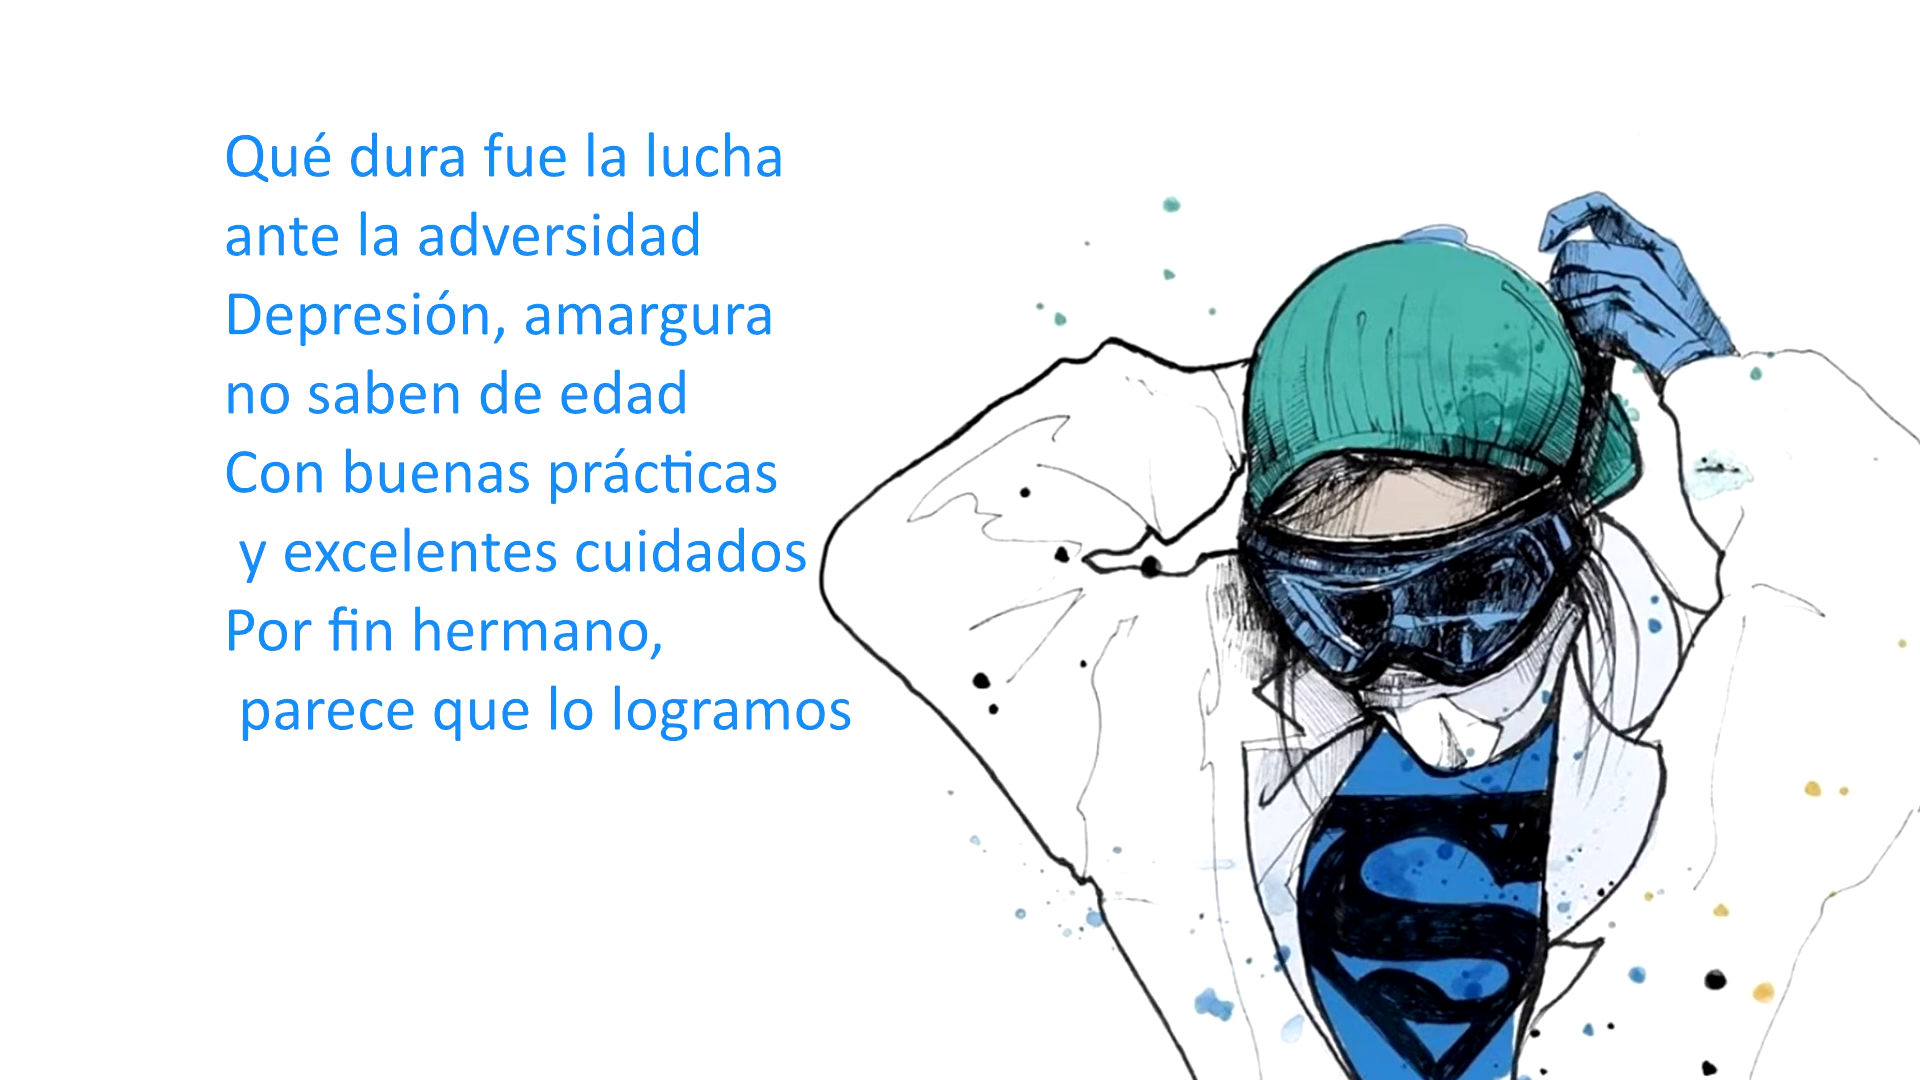 Qué dura fue la lucha
ante la adversidad
Depresión, amargura
no saben de edad
Con buenas prácticas
y excelentes cuidados
Por fin hermano,
parece que lo logramos
S